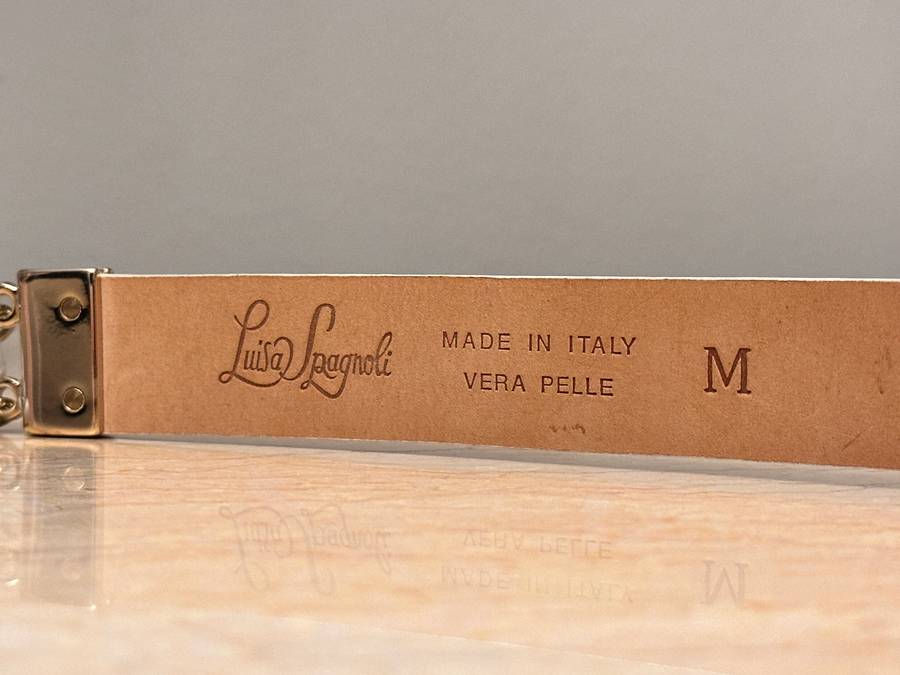 Luisa Spagnoli
MADE IN ITALY
VERA PELLE
M